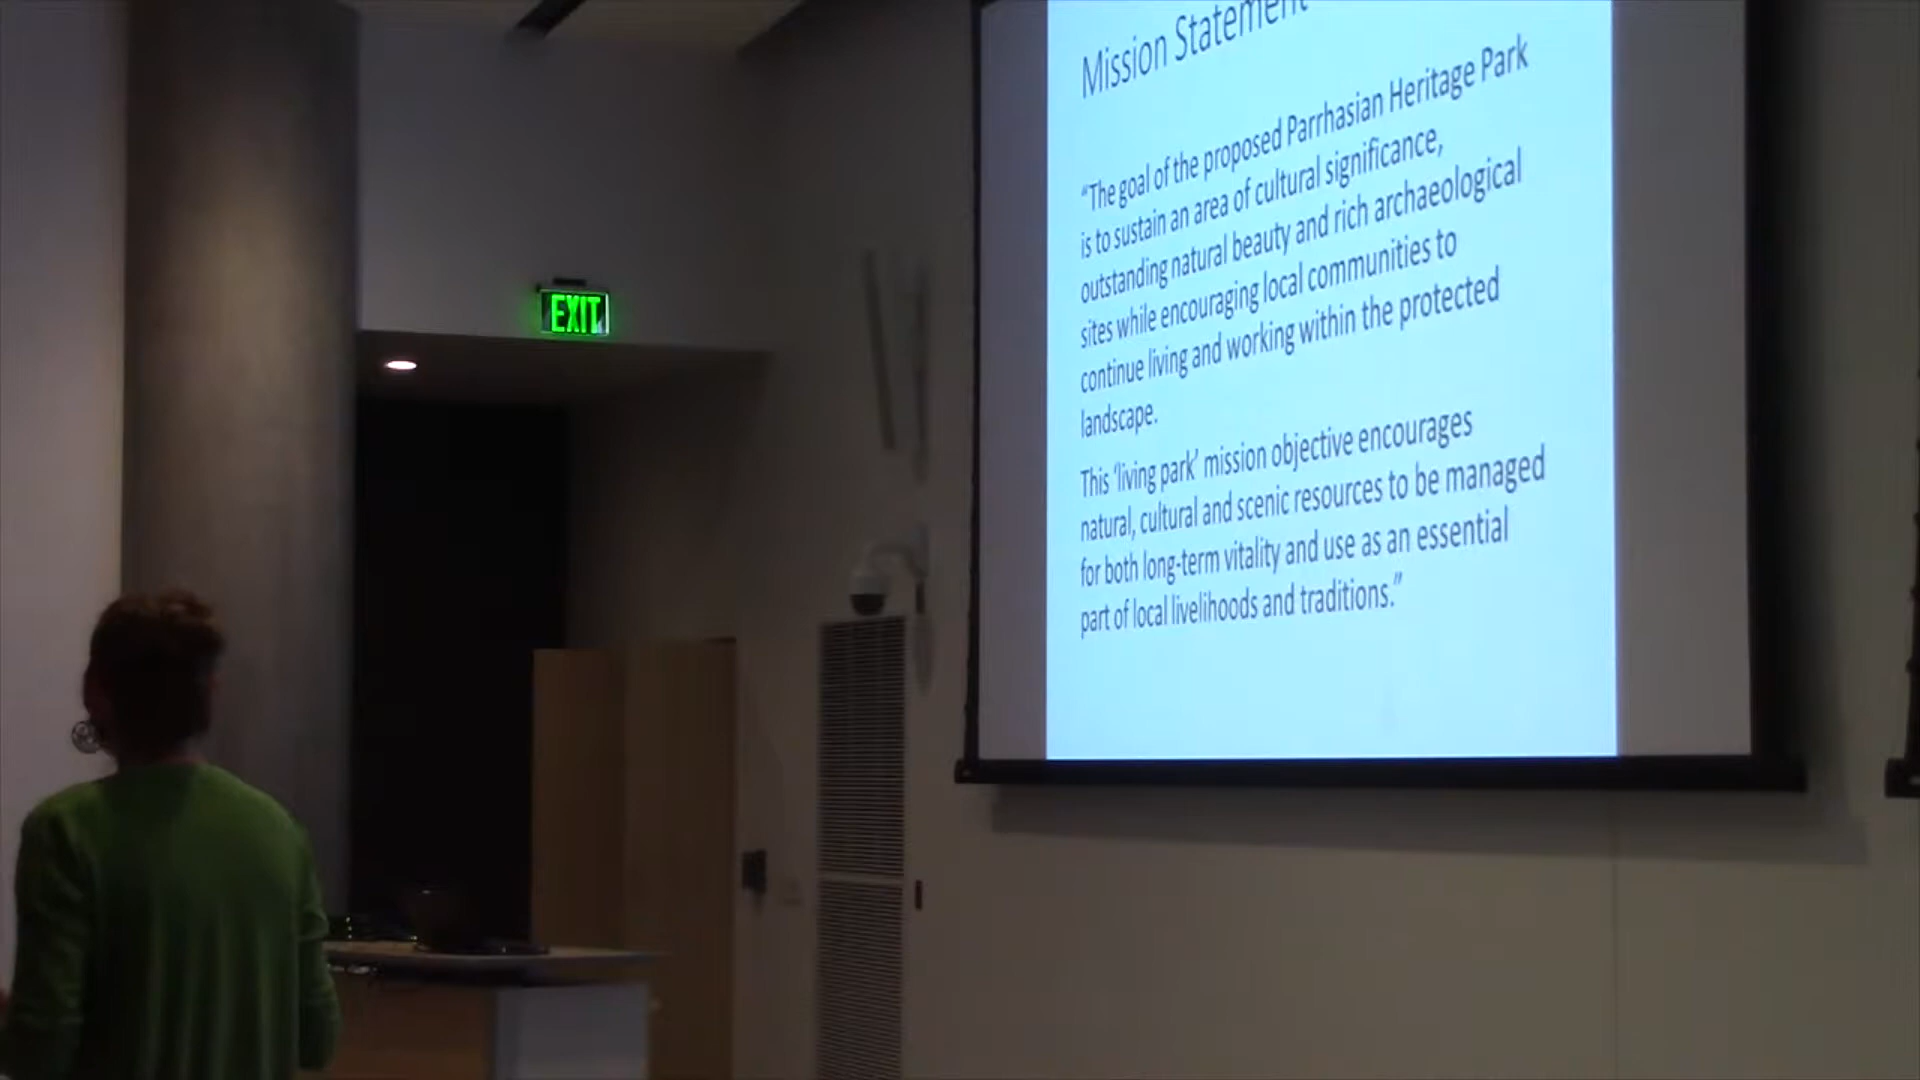 Mission Statement
“The goal of the proposed Parrhasian Heritage Park
is to sustain an area of cultural significance,
outstanding natural beauty and rich archaeological
sites while encouraging local communities to
continue living and working within the protected
landscape.
This ‘living park’ mission objective encourages
natural, cultural and scenic resources to be managed
for both long-term vitality and use as an essential
part of local livelihoods and traditions.”
EXIT